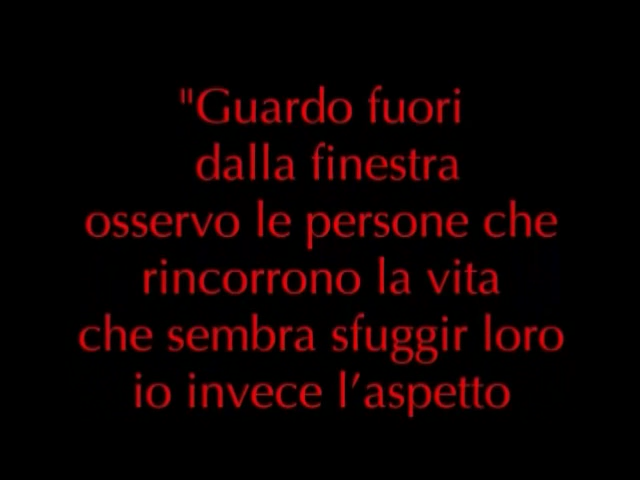 "Guardo fuori
dalla finestra
osservo le persone che
rincorrono la vita
che sembra sfuggir loro
io invece l’aspetto